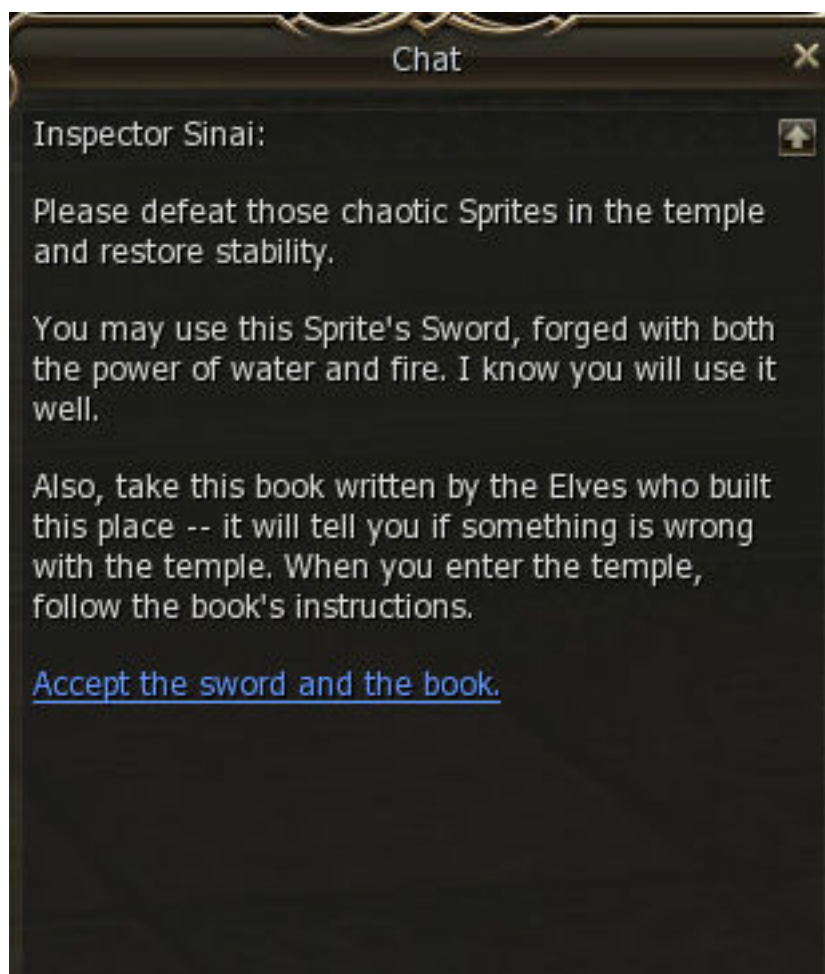 Chat
Inspector Sinai:
Please defeat those chaotic Sprites in the temple
and restore stability.
You may use this Sprite's Sword, forged with both
the power of water and fire. I know you will use it
well.
Also, take this book written by the Elves who built
this place -- it will tell you if something is wrong
with the temple. When you enter the temple,
follow the book's instructions.
Accept the sword and the book.